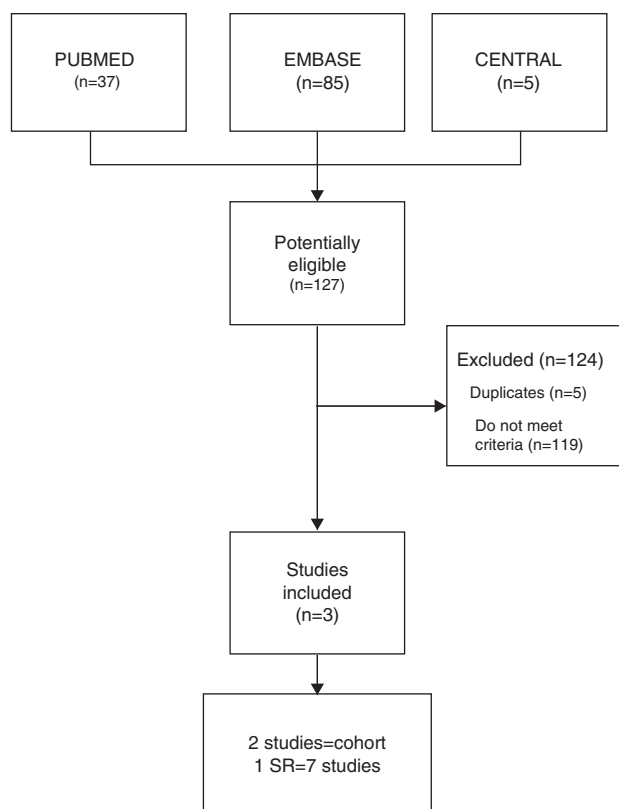 PUBMED
(n=37)
EMBASE
(n=85)
CENTRAL
(n=5)
Potentially
eligible
(n=127)
Excluded (n=124)
Duplicates (n=5)
Do not meet
criteria (n=119)
Studies
included
(n=3)
2 studies=cohort
1 SR=7 studies